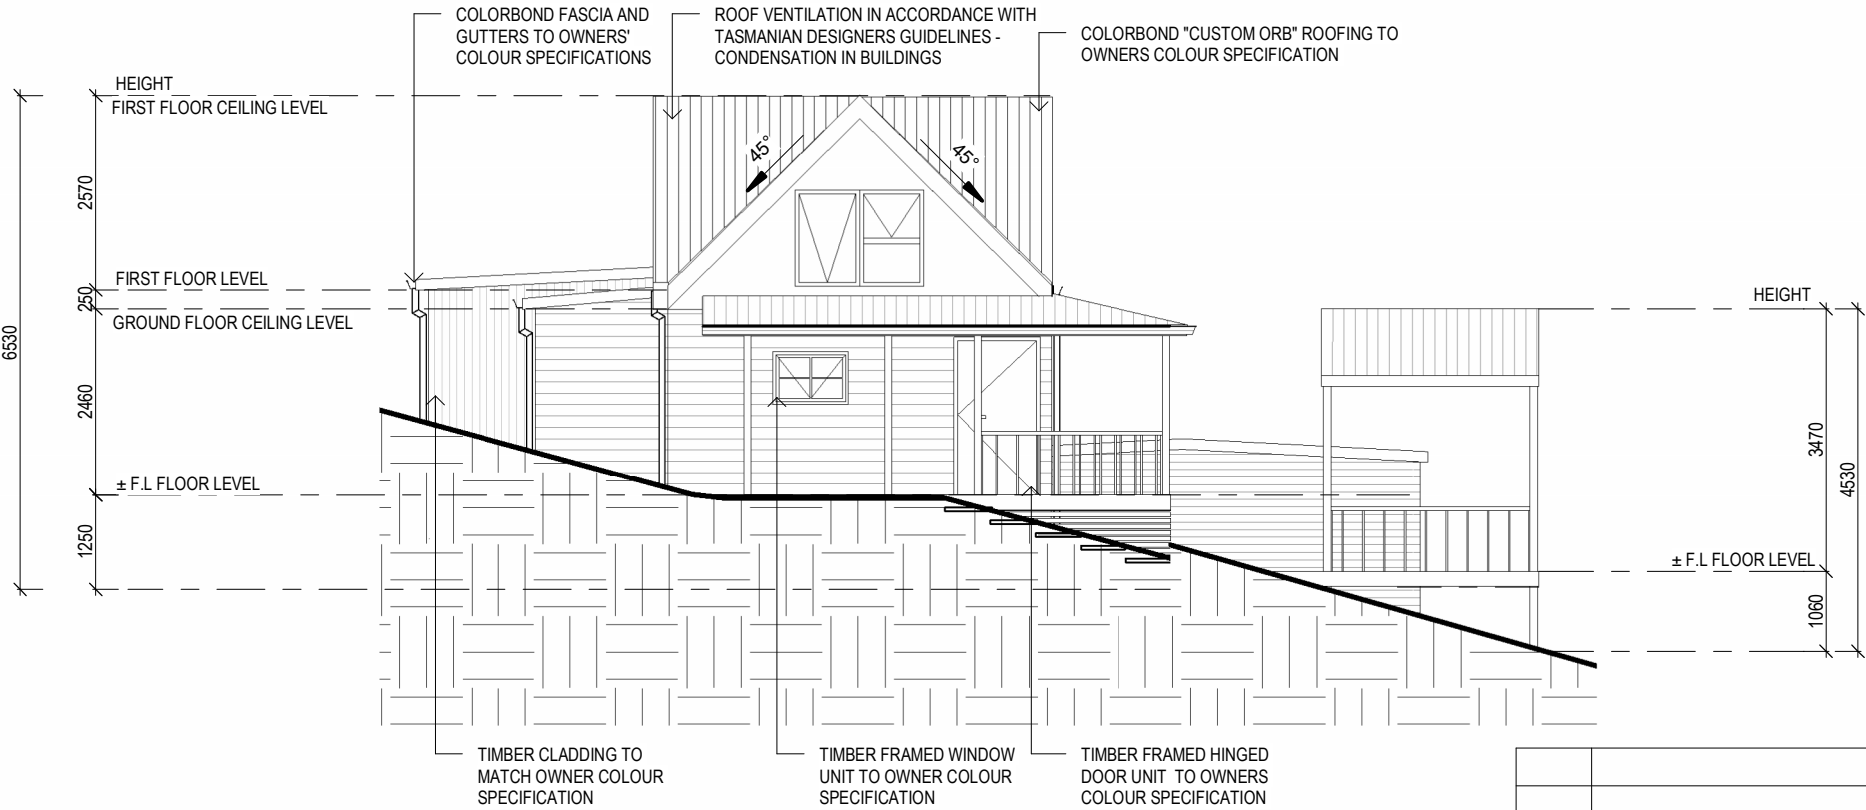 COLORBOND FASCIA AND
GUTTERS TO OWNERS'
COLOUR SPECIFICATIONS
ROOF VENTILATION IN ACCORDANCE WITH
TASMANIAN DESIGNERS GUIDELINES -
CONDENSATION IN BUILDINGS
COLORBOND "CUSTOM ORB" ROOFING TO
OWNERS COLOUR SPECIFICATION
HEIGHT
FIRST FLOOR CEILING LEVEL
45°
45°
2570
FIRST FLOOR LEVEL
250
GROUND FLOOR CEILING LEVEL
HEIGHT
6530
2460
3470
4530
± F.L FLOOR LEVEL
1250
± F.L FLOOR LEVEL
1060
TIMBER CLADDING TO
MATCH OWNER COLOUR
SPECIFICATION
TIMBER FRAMED WINDOW
UNIT TO OWNER COLOUR
SPECIFICATION
TIMBER FRAMED HINGED
DOOR UNIT TO OWNERS
COLOUR SPECIFICATION